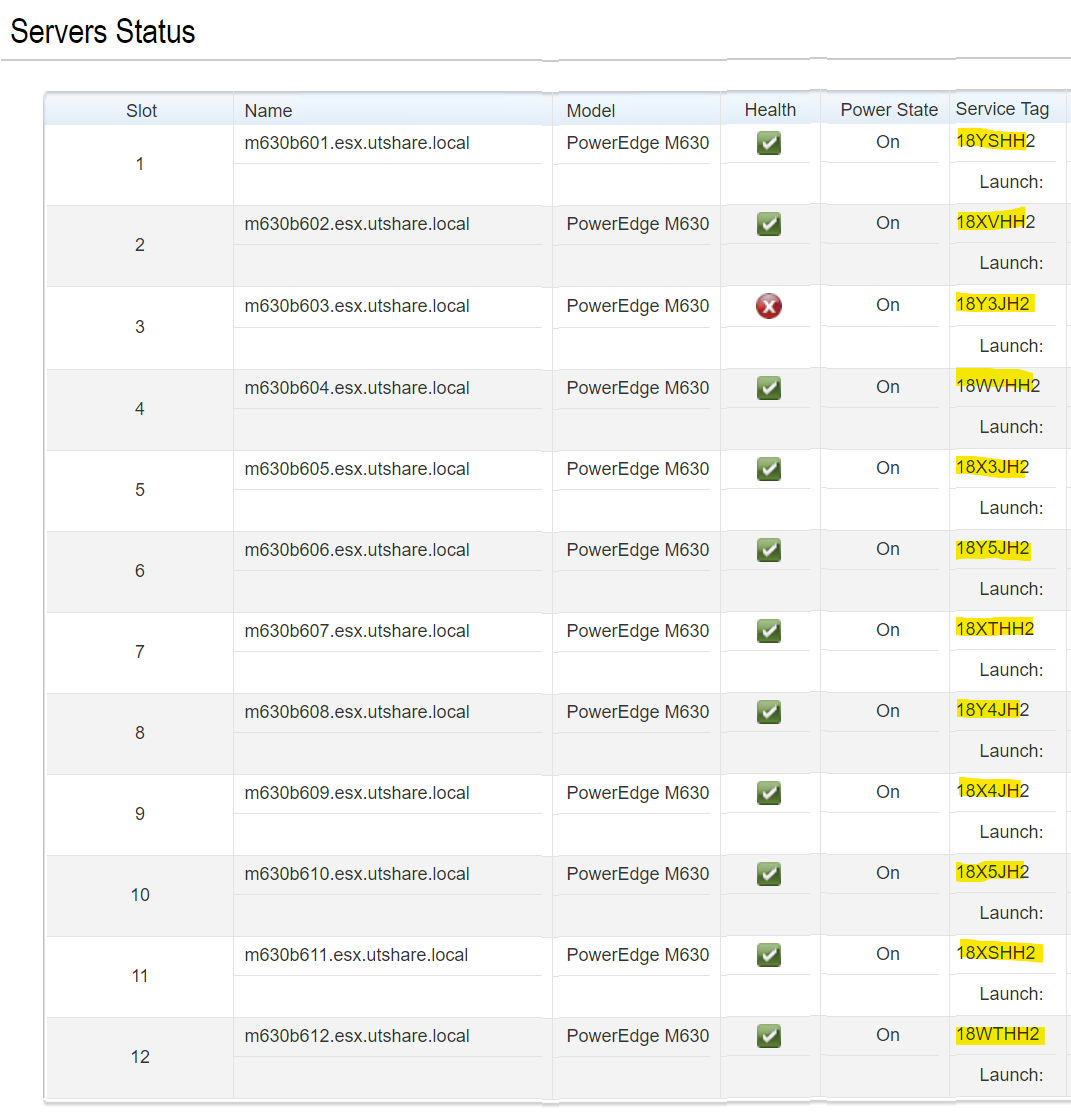 Servers Status
Slot Name Model Health Power State Service Tag
1 m630b601.esx.utshare.local PowerEdge M630 On 18YSHH2
Launch:
2 m630b602.esx.utshare.local PowerEdge M630 On 18XVHH2
Launch:
3 m630b603.esx.utshare.local PowerEdge M630 On 18Y3JH2
Launch:
4 m630b604.esx.utshare.local PowerEdge M630 On 18WVHH2
Launch:
5 m630b605.esx.utshare.local PowerEdge M630 On 18X3JH2
Launch:
6 m630b606.esx.utshare.local PowerEdge M630 On 18Y5JH2
Launch:
7 m630b607.esx.utshare.local PowerEdge M630 On 18XTHH2
Launch:
8 m630b608.esx.utshare.local PowerEdge M630 On 18Y4JH2
Launch:
9 m630b609.esx.utshare.local PowerEdge M630 On 18X4JH2
Launch:
10 m630b610.esx.utshare.local PowerEdge M630 On 18X5JH2
Launch:
11 m630b611.esx.utshare.local PowerEdge M630 On 18XSHH2
Launch:
12 m630b612.esx.utshare.local PowerEdge M630 On 18WTHH2
Launch: